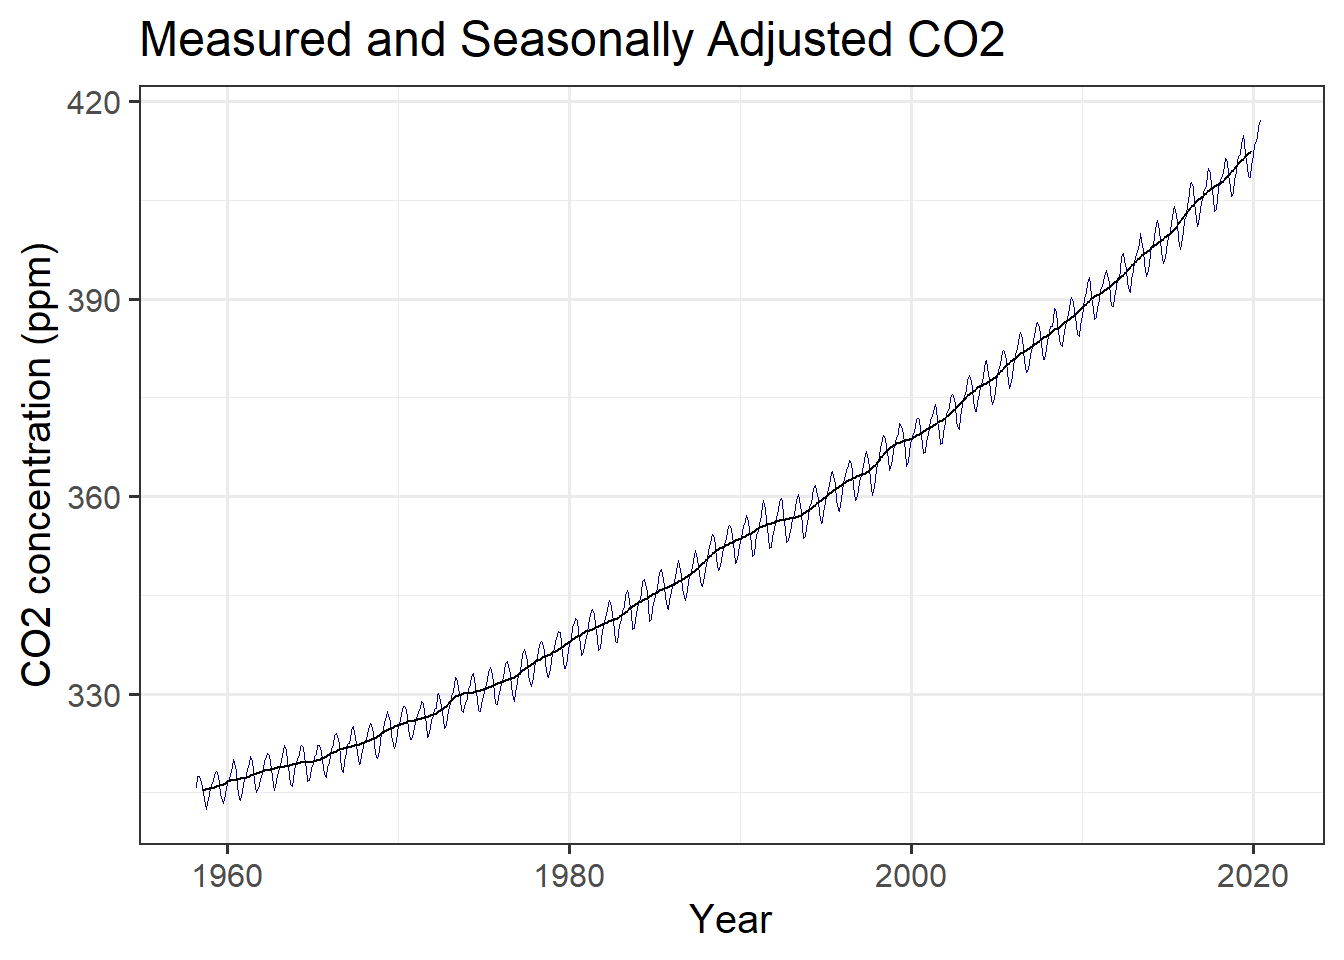 Measured and Seasonally Adjusted CO2
420
390
360
330
CO2 concentration (ppm)
1960 1980 2000 2020
Year